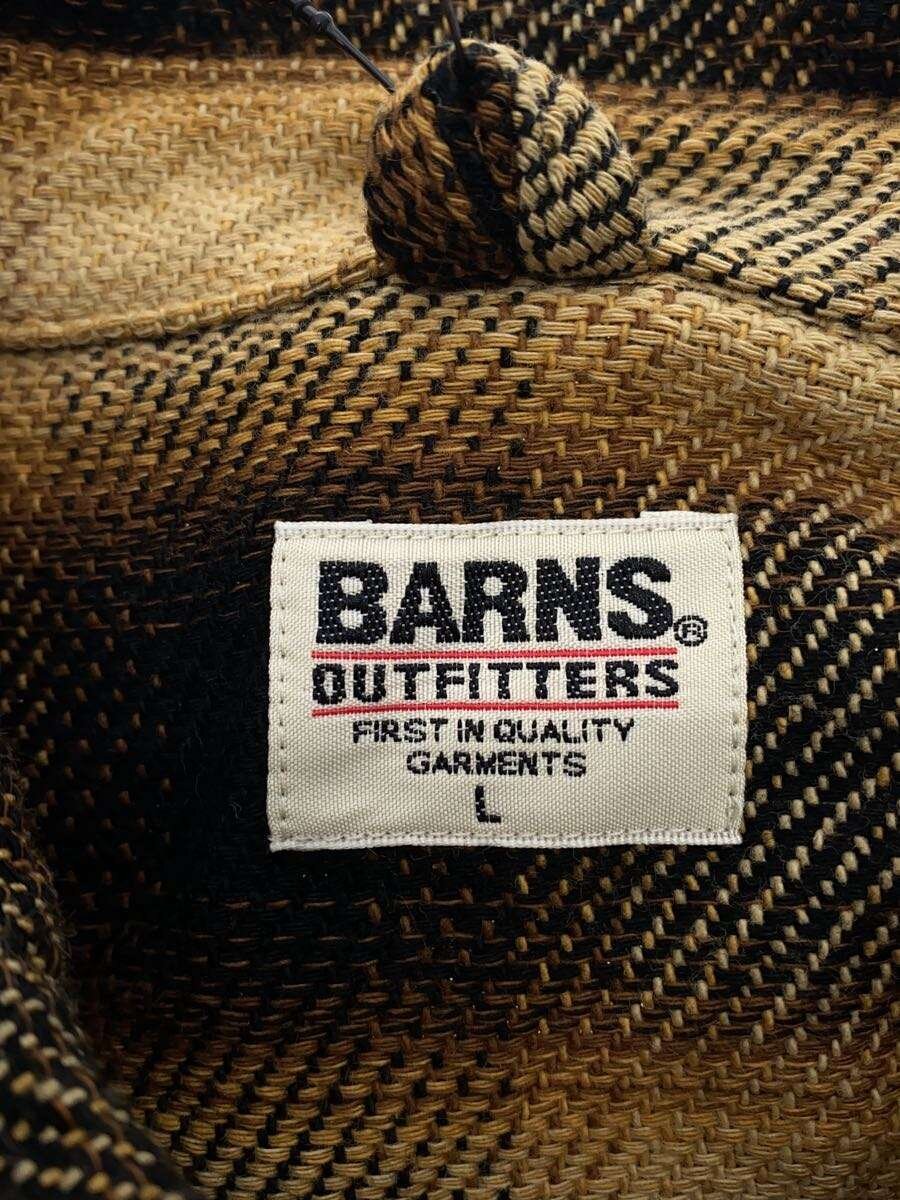 BARNS®
OUTFITTERS
FIRST IN QUALITY
GARMENTS
L